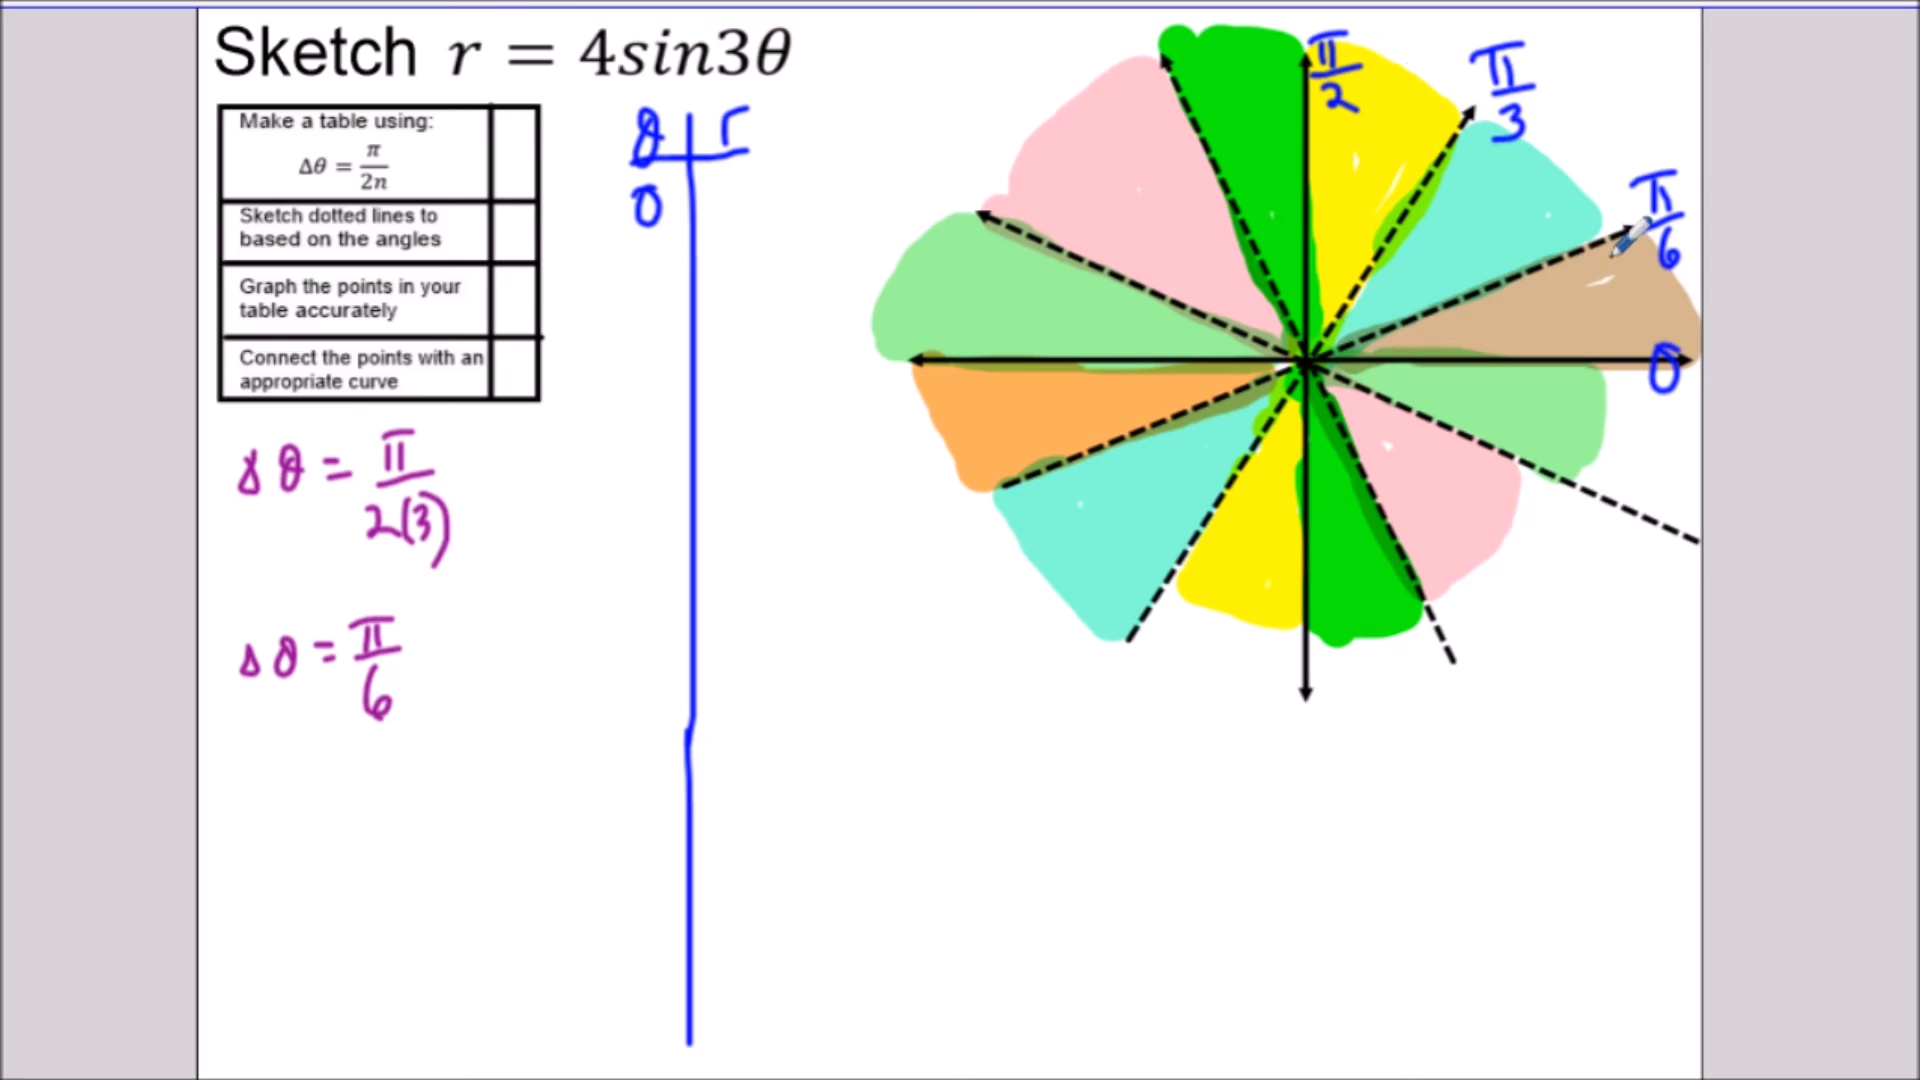 Sketch r = 4sin3θ
Make a table using:
Δθ = π/2n
Sketch dotted lines to
based on the angles
Graph the points in your
table accurately
Connect the points with an
appropriate curve
Δθ = π/2(3)
Δθ = π/6
θ r
0
π/2
π/3
π/6
0